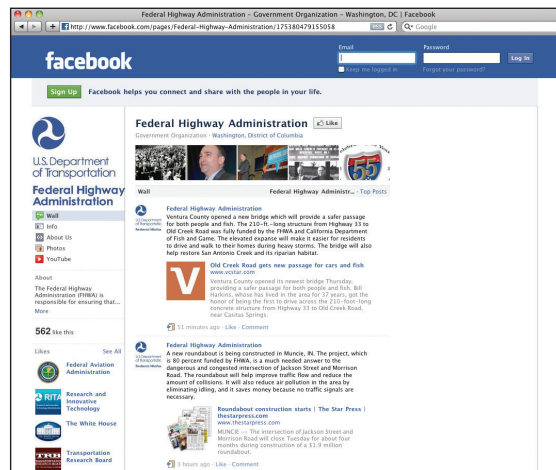 Federal Highway Administration - Government Organization - Washington, DC | Facebook
http://www.facebook.com/pages/Federal-Highway-Administration/175380479155058
RSS
Google
facebook
Email
Password
Keep me logged in
Forgot your password?
Log In
Sign Up
Facebook helps you connect and share with the people in your life.
U.S. Department
of Transportation
Federal Highway
Administration
Wall
Info
About Us
Photos
YouTube
About
The Federal Highway
Administration (FHWA) is
responsible for ensuring that...
More
562 like this
Likes
See All
Federal Aviation
Administration
RITA
Research and
Innovative
Technology
The White House
TRB
Transportation
Research Board
Federal Highway Administration
Like
Government Organization · Washington, District of Columbia
55
Wall
Federal Highway Administr... · Top Posts
Federal Highway Administration
Ventura County opened a new bridge which will provide a safer passage
for both people and fish. The 210-ft.-long structure from Highway 33 to
Old Creek Road was fully funded by the FHWA and California Department
of Fish and Game. The elevated expanse will make it easier for residents
to drive and walk to their homes during heavy storms. The bridge will also
help restore San Antonio Creek and its riparian habitat.
V
Old Creek Road gets new passage for cars and fish
www.vcstar.com
Ventura County opened its newest bridge Thursday,
providing a safer passage for both people and fish. Bill
Harkins, whose has lived in the area for 37 years, got the
honor of being the first to drive across the 210-foot-long
concrete structure from Highway 33 to Old Creek Road,
near Casitas Springs.
51 minutes ago · Like · Comment
Federal Highway Administration
A new roundabout is being constructed in Muncie, IN. The project, which
is 80 percent funded by FHWA, is a much needed answer to the
dangerous and congested intersection of Jackson Street and Morrison
Road. The roundabout will help improve traffic flow and reduce the
amount of collisions. It will also reduce air pollution in the area by
eliminating idling, and it saves money because no traffic signals are
necessary.
Roundabout construction starts | The Star Press |
thestarpress.com
www.thestarpress.com
MUNCIE -- The intersection of Jackson Street and
Morrison Road will close Tuesday for about four
months during construction of a $1.9 million
roundabout.
3 hours ago · Like · Comment